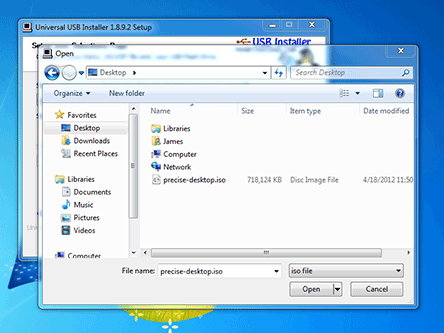 Universal USB Installer 1.8.9.2 Setup
USB Installer
Open
Desktop
Search Desktop
Organize
New folder
Name
Size
Item type
Date modified
Favorites
Desktop
Downloads
Recent Places
Libraries
Documents
Music
Pictures
Videos
Computer
Libraries
James
Computer
Network
precise-desktop.iso
718,124 KB
Disc Image File
4/18/2012 11:50
File name:
precise-desktop.iso
iso file
Open
Cancel